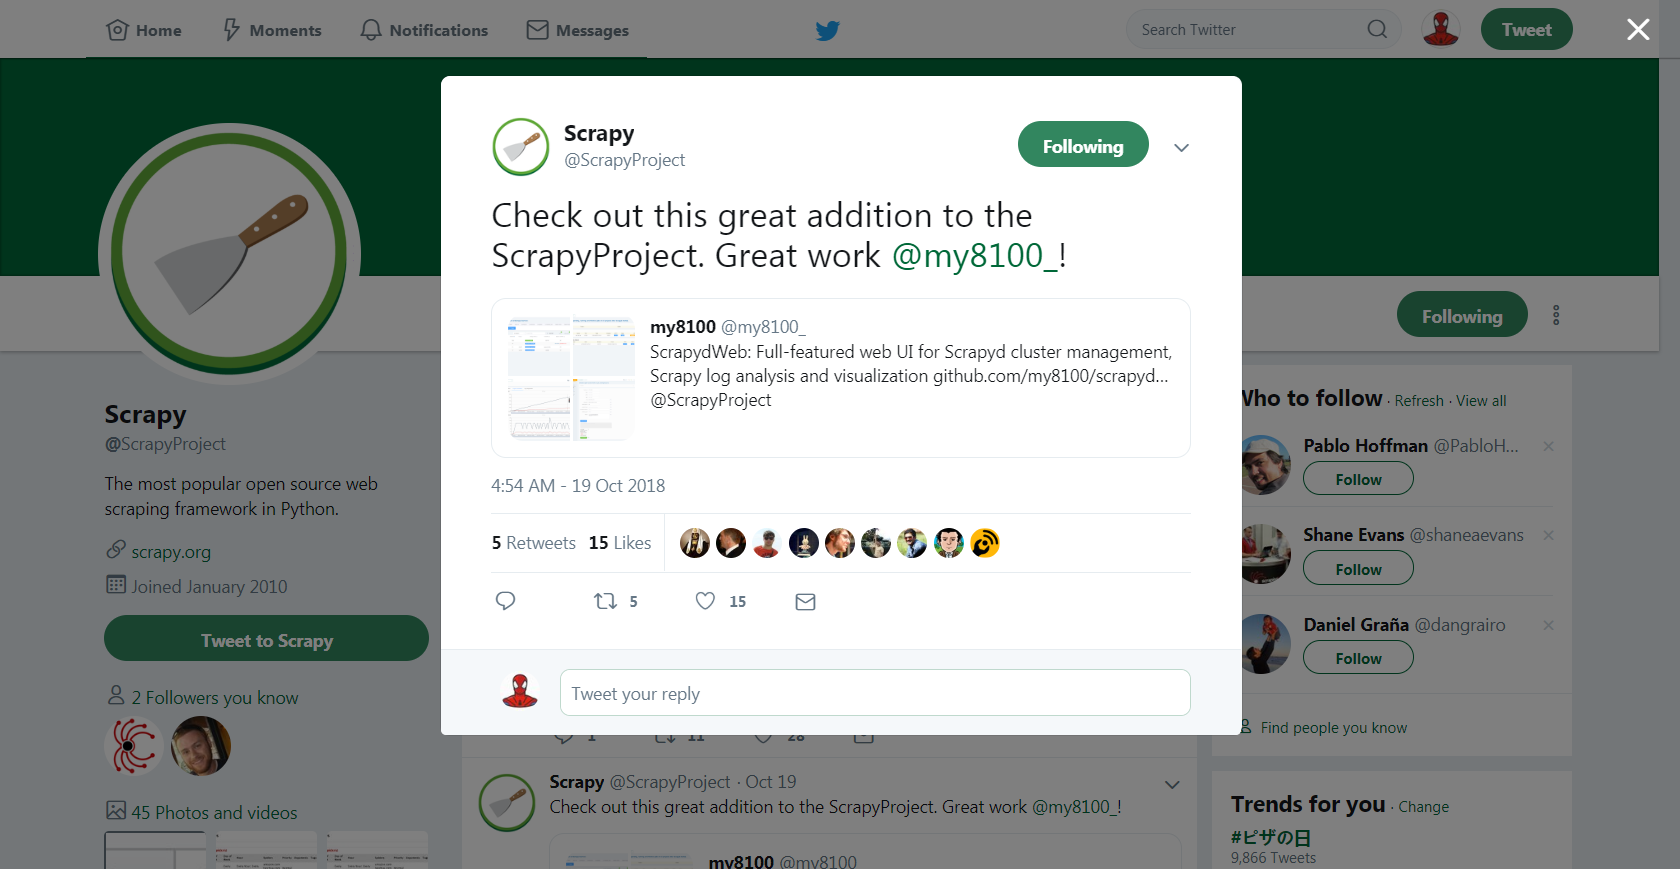 Home
Moments
Notifications
Messages
Search Twitter
Tweet
Scrapy
@ScrapyProject
Following
Check out this great addition to the
ScrapyProject. Great work @my8100_!
my8100 @my8100_
ScrapydWeb: Full-featured web UI for Scrapyd cluster management,
Scrapy log analysis and visualization github.com/my8100/scrapyd…
@ScrapyProject
4:54 AM - 19 Oct 2018
5 Retweets 15 Likes
5
15
Tweet your reply
Scrapy
@ScrapyProject
The most popular open source web
scraping framework in Python.
scrapy.org
Joined January 2010
Tweet to Scrapy
2 Followers you know
45 Photos and videos
1 11 28
Scrapy @ScrapyProject · Oct 19
Check out this great addition to the ScrapyProject. Great work @my8100_!
my8100 @my8100
Following
Who to follow · Refresh · View all
Pablo Hoffman @PabloH...
Follow
Shane Evans @shaneaevans
Follow
Daniel Graña @dangrairo
Follow
Find people you know
Trends for you · Change
#ピザの日
9,866 Tweets